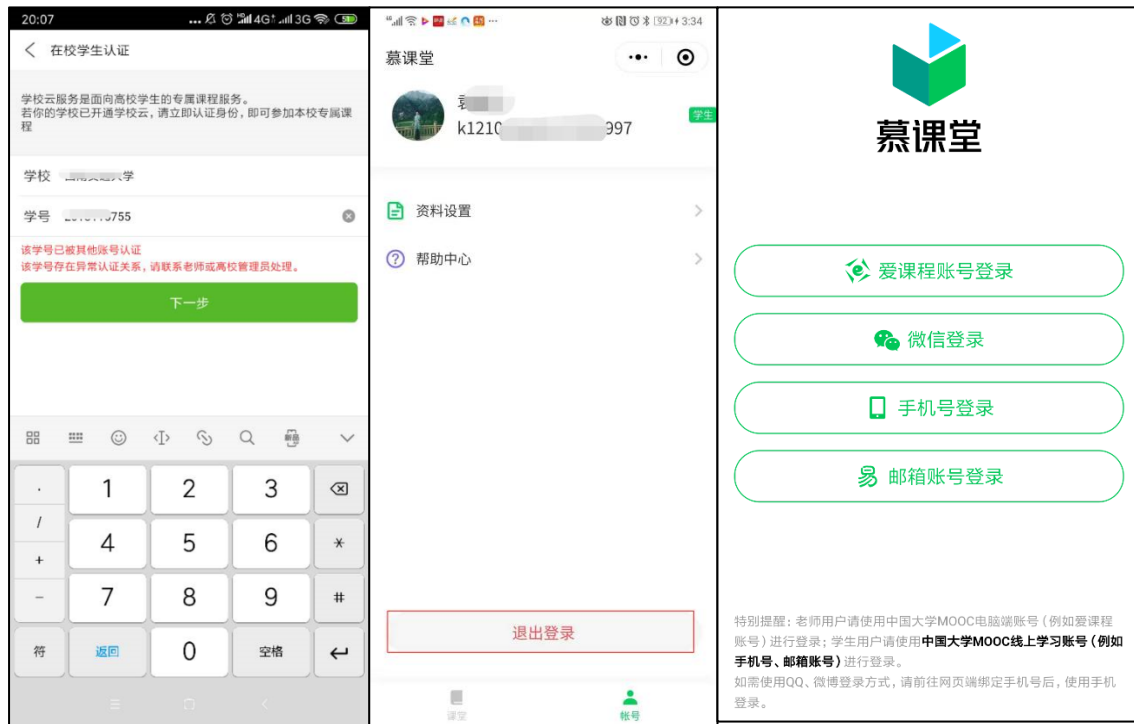 20:07
4G
3G
在校学生认证
学校云服务是面向高校学生的专属课程服务。
若你的学校已开通学校云，请立即认证身份，即可参加本校专属课
程
学校
大学
学号
755
该学号已被其他账号认证
该学号存在异常认证关系，请联系老师或高校管理员处理。
下一步
.
1
2
3
/
4
5
6
*
+
-
7
8
9
#
符
返回
0
空格
92
3:34
慕课堂
袁
k1210
997
学生
资料设置
帮助中心
退出登录
课堂
帐号
慕课堂
爱课程账号登录
微信登录
手机号登录
易 邮箱账号登录
特别提醒：老师用户请使用中国大学MOOC电脑端账号（例如爱课程
账号）进行登录；学生用户请使用中国大学MOOC线上学习账号（例如
手机号、邮箱账号）进行登录。
如需使用QQ、微博登录方式，请前往网页端绑定手机号后，使用手机
登录。